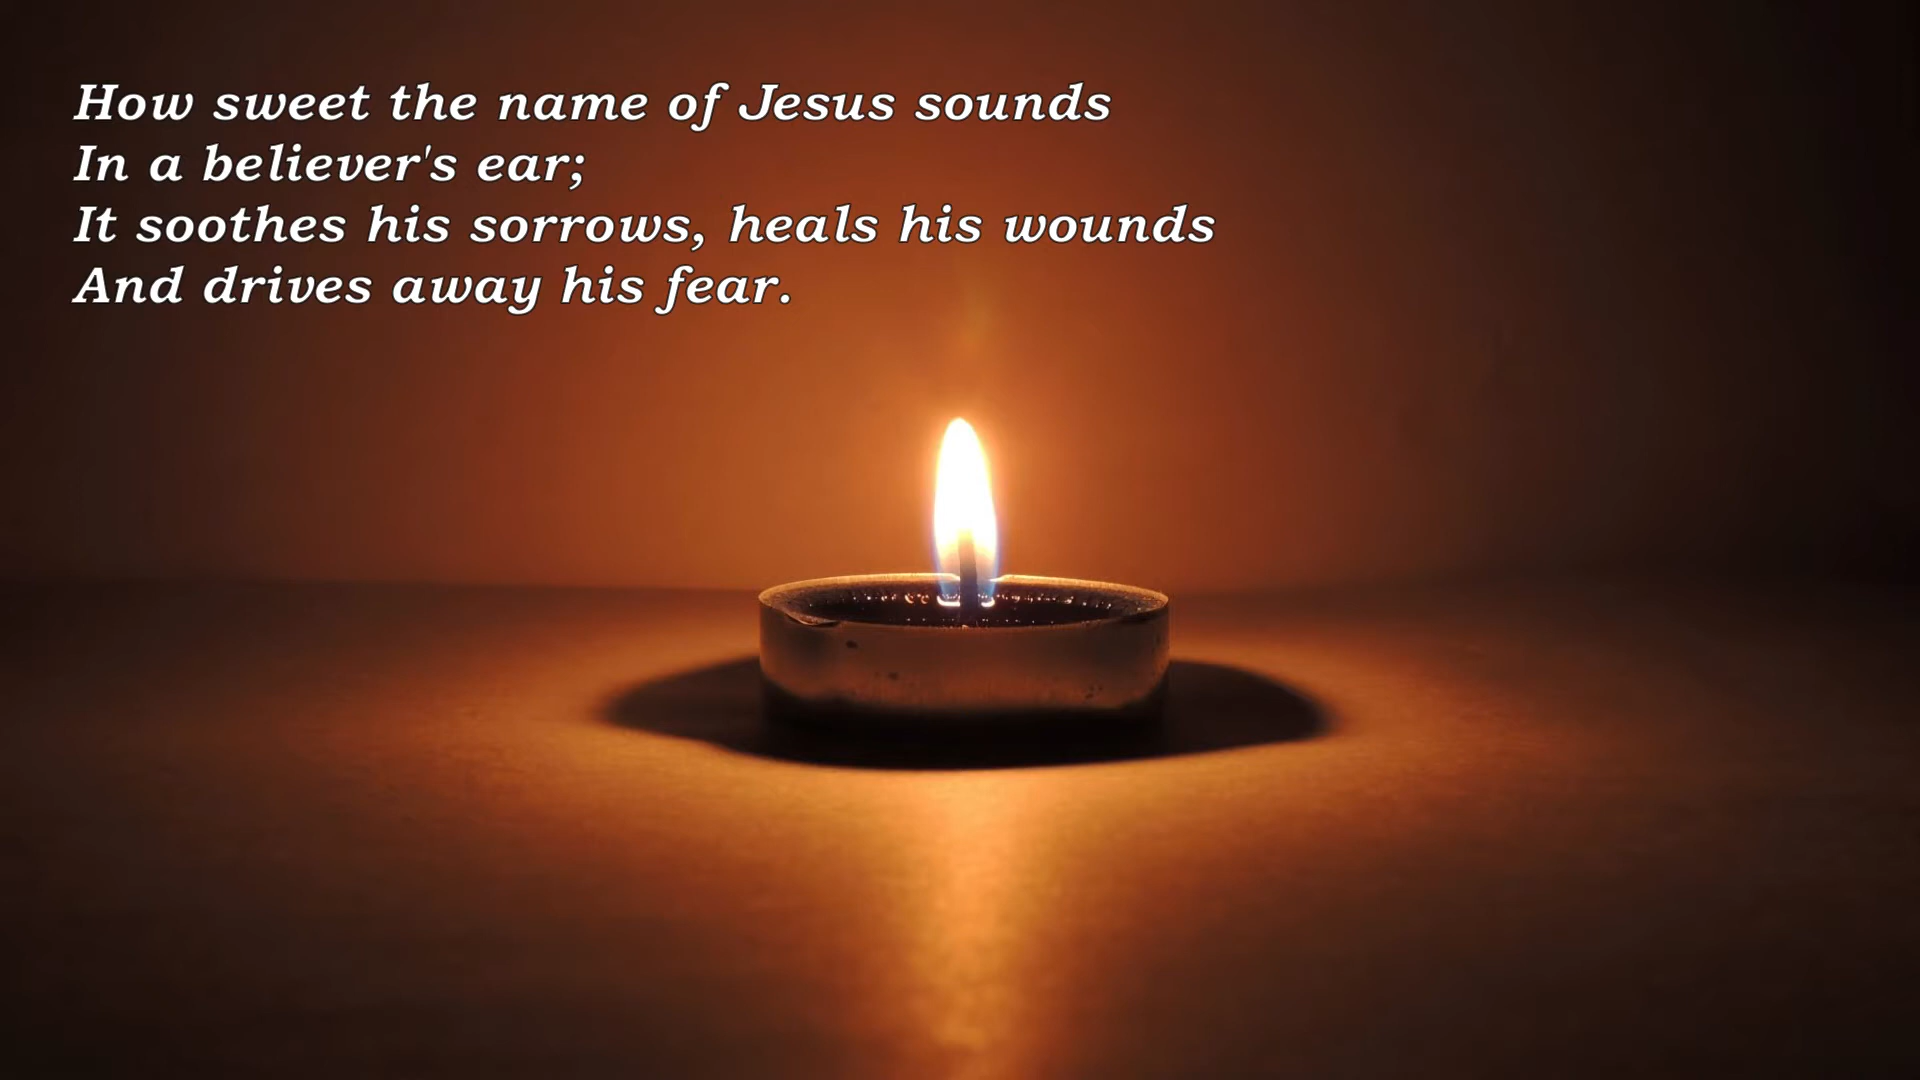 How sweet the name of Jesus sounds
In a believer's ear;
It soothes his sorrows, heals his wounds
And drives away his fear.